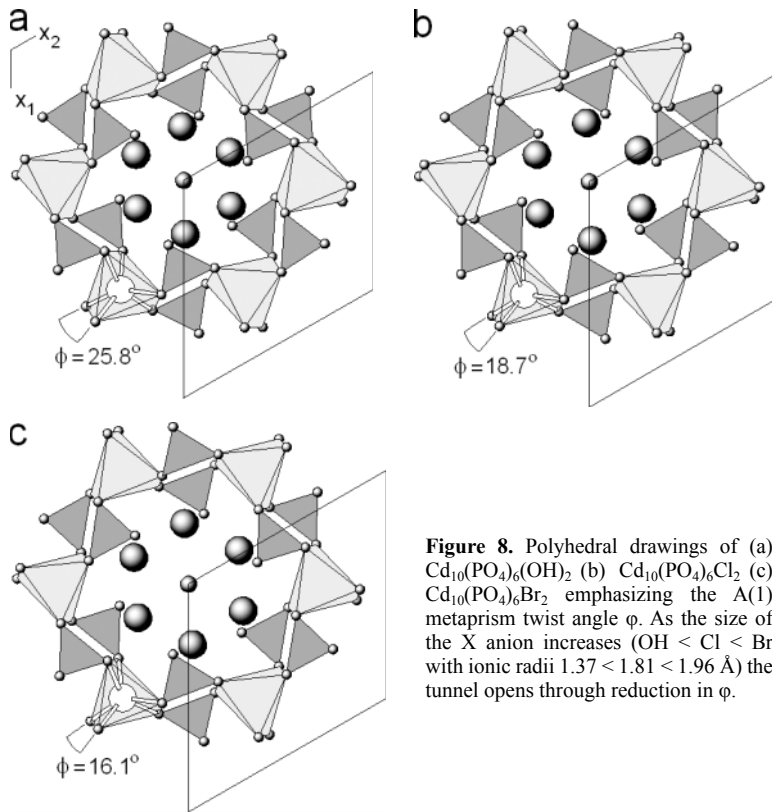 a
x₂
x₁
ϕ = 25.8°
b
ϕ = 18.7°
c
ϕ = 16.1°
Figure 8. Polyhedral drawings of (a)
Cd₁₀(PO₄)₆(OH)₂ (b) Cd₁₀(PO₄)₆Cl₂ (c)
Cd₁₀(PO₄)₆Br₂ emphasizing the A(1)
metaprism twist angle φ. As the size of
the X anion increases (OH < Cl < Br
with ionic radii 1.37 < 1.81 < 1.96 Å) the
tunnel opens through reduction in φ.